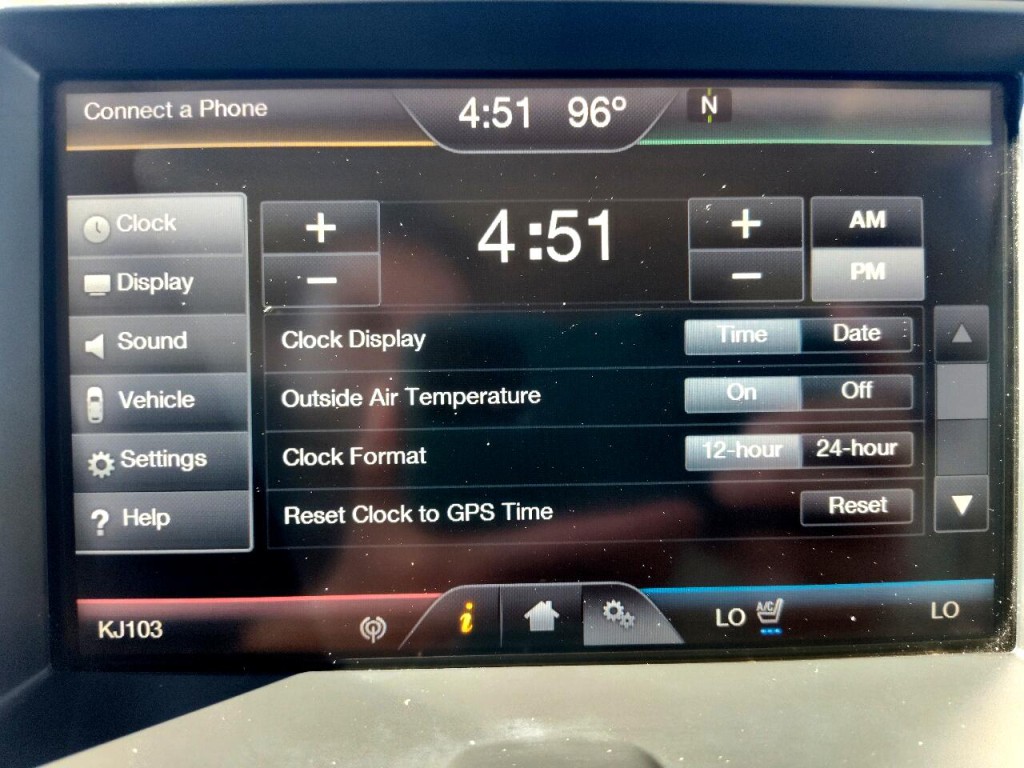 Connect a Phone 4:51 96° N
Clock
Display
Sound
Vehicle
Settings
? Help
+
−
4:51
+
−
AM
PM
Clock Display Time Date
Outside Air Temperature On Off
Clock Format 12-hour 24-hour
Reset Clock to GPS Time Reset
KJ103 i LO A/C LO